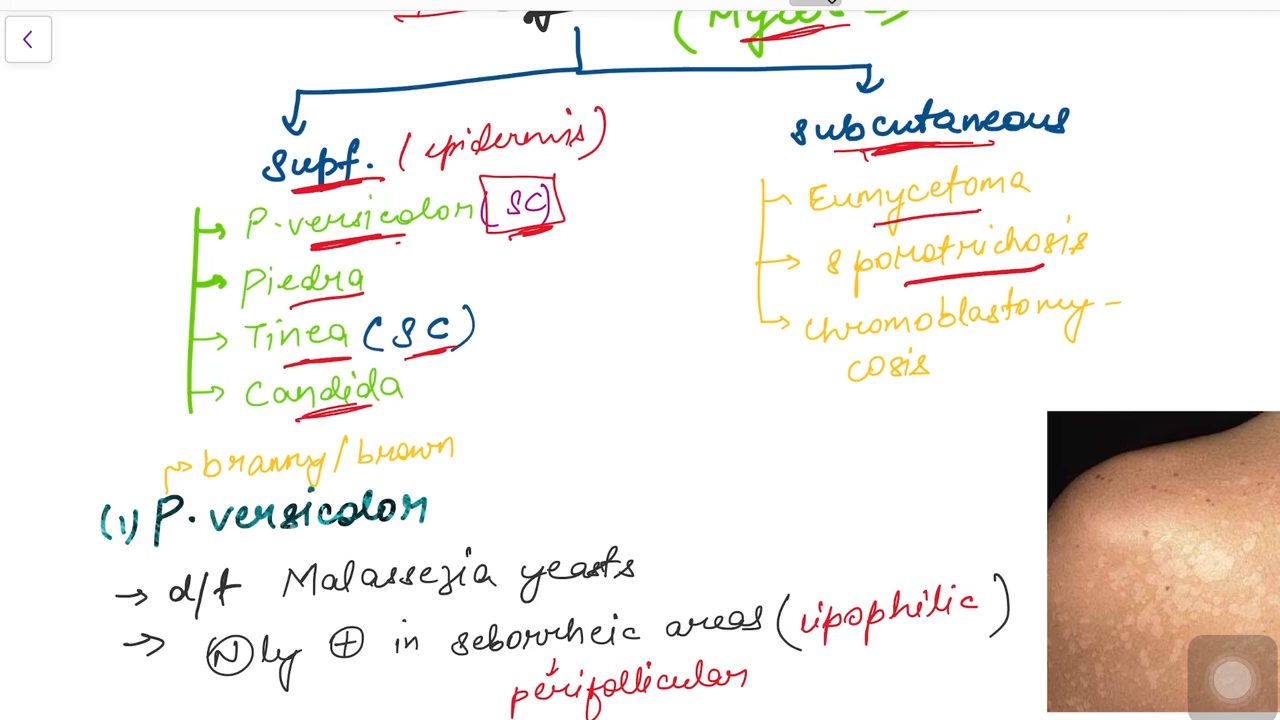 (Myco
Supf. (epidermis)
subcutaneous
P. versicolor (SC)
Piedra
Tinea (SC)
Candida
Eumycetoma
sporotrichosis
chromoblastomy-
cosis
branny/brown
(1) P. versicolor
→ d/t Malassezia yeasts
→ Nly + in seborrheic areas (lipophilic)
perifollicular